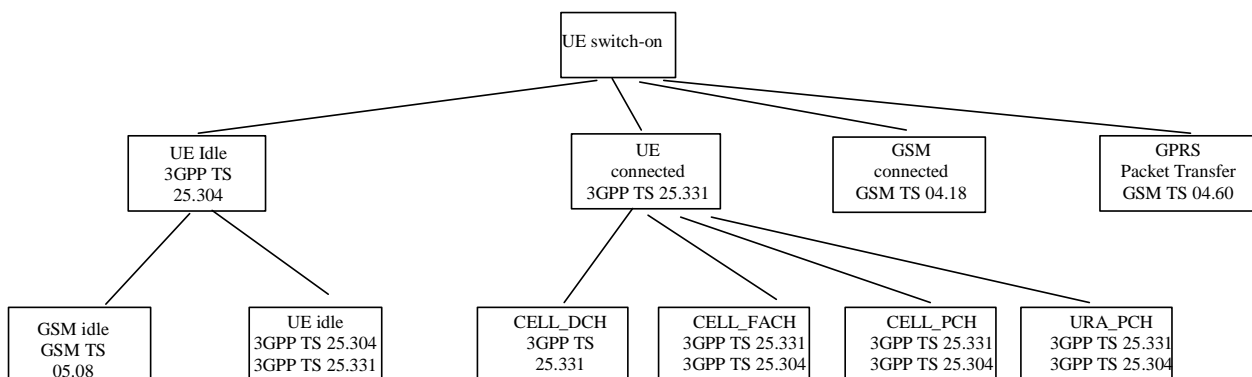 UE switch-on
UE Idle
3GPP TS
25.304
UE
connected
3GPP TS 25.331
GSM
connected
GSM TS 04.18
GPRS
Packet Transfer
GSM TS 04.60
GSM idle
GSM TS
05.08
UE idle
3GPP TS 25.304
3GPP TS 25.331
CELL_DCH
3GPP TS
25.331
CELL_FACH
3GPP TS 25.331
3GPP TS 25.304
CELL_PCH
3GPP TS 25.331
3GPP TS 25.304
URA_PCH
3GPP TS 25.331
3GPP TS 25.304